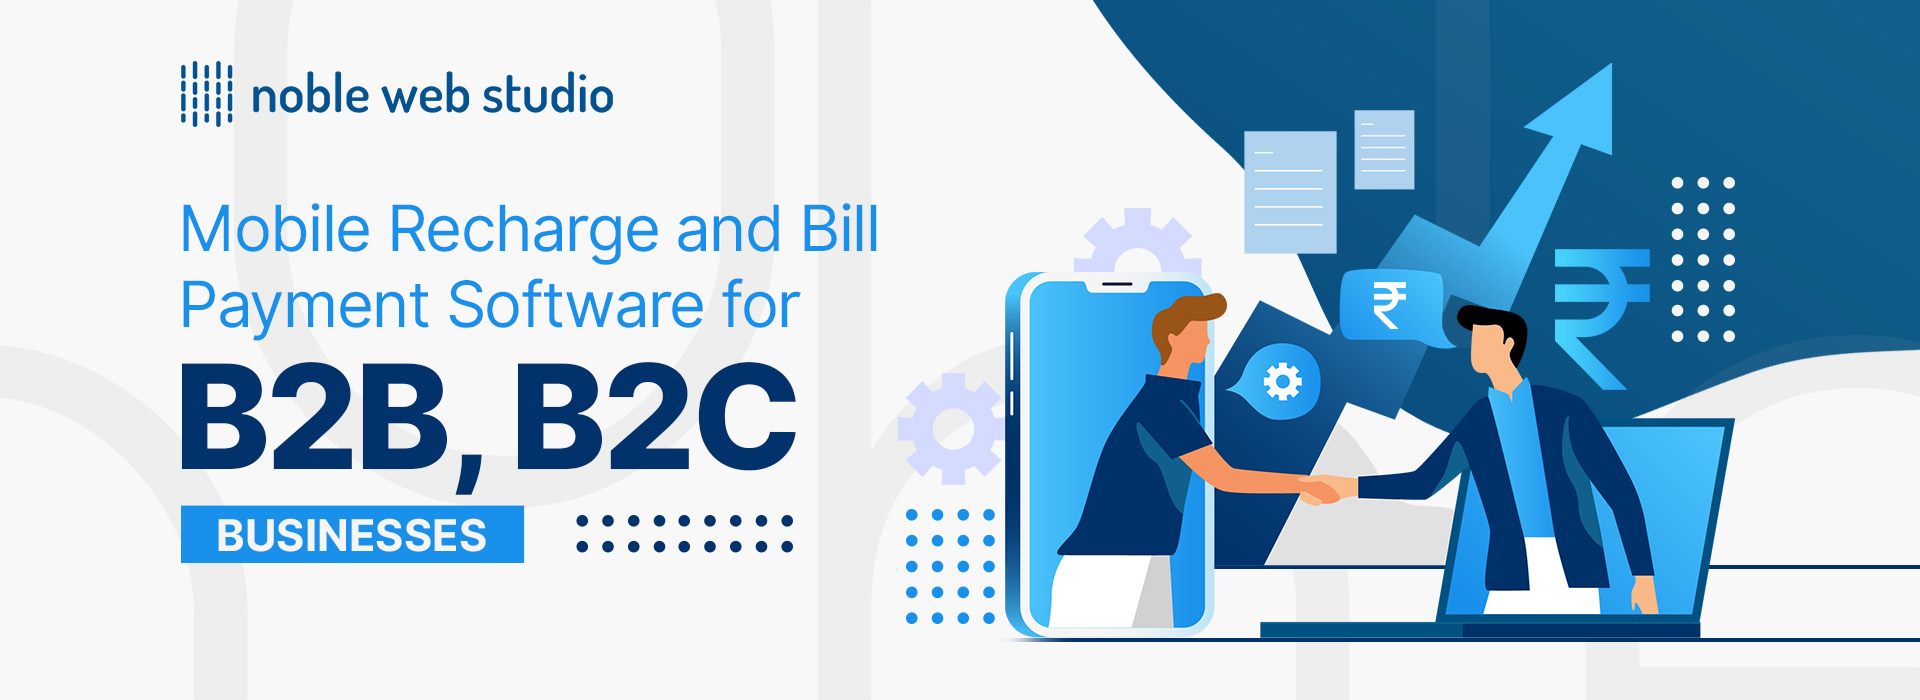 noble web studio
Mobile Recharge and Bill
Payment Software for
B2B, B2C
BUSINESSES
₹
₹